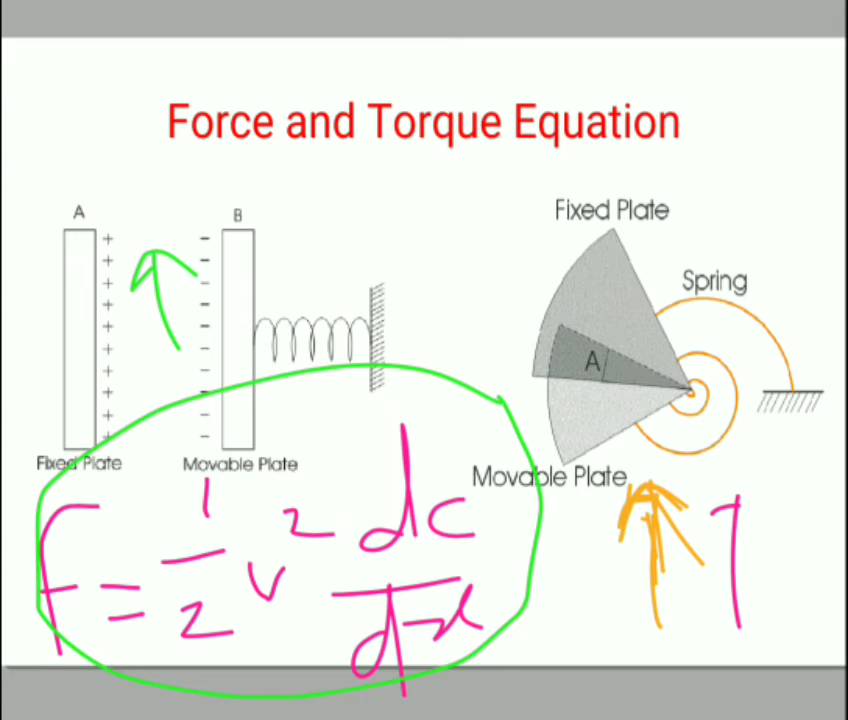 Force and Torque Equation
A
B
+ + + + + + + + + +
− − − − − − − − − −
Fixed Plate
Movable Plate
Fixed Plate
Spring
A
Movable Plate
F = 1/2 v² dc/dx